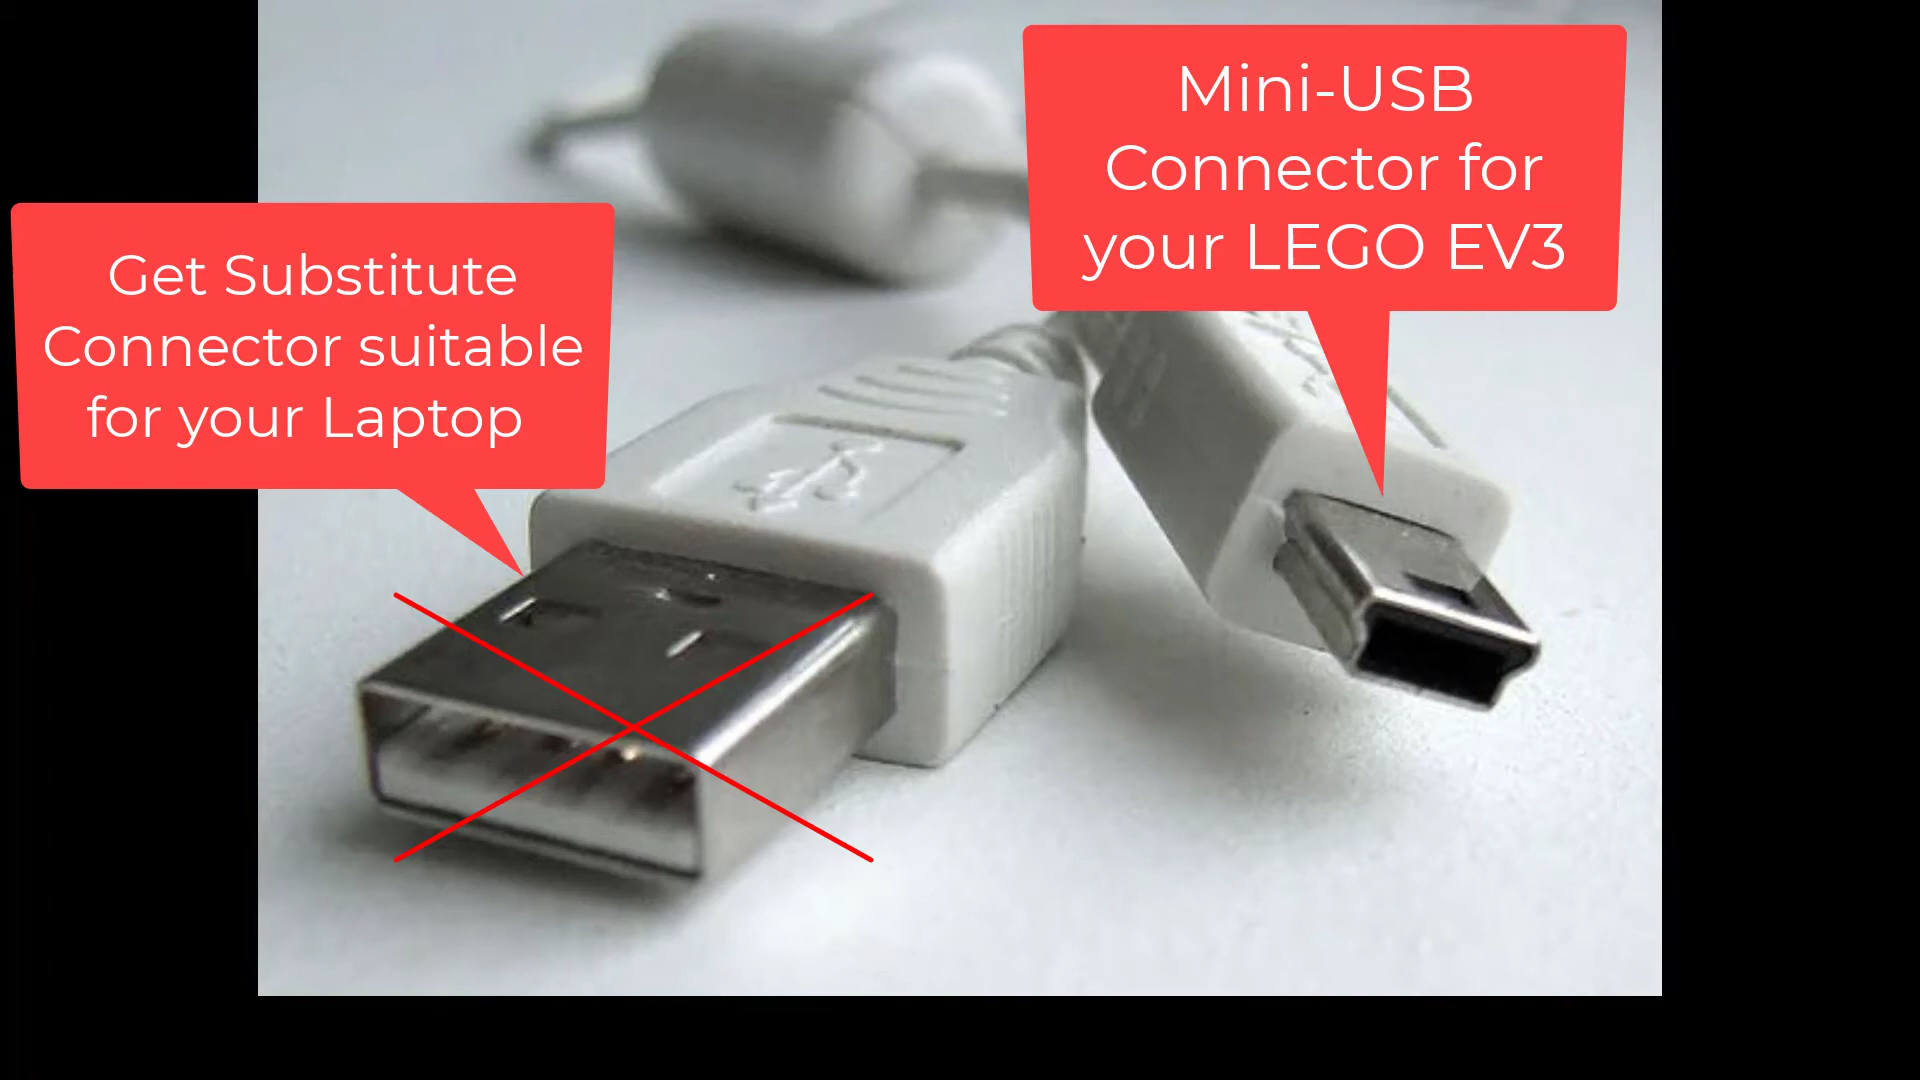 Mini-USB
Connector for
your LEGO EV3
Get Substitute
Connector suitable
for your Laptop